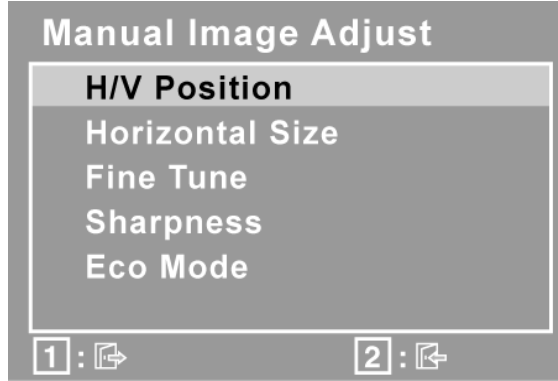 Manual Image Adjust
H/V Position
Horizontal Size
Fine Tune
Sharpness
Eco Mode
1 : 2 :